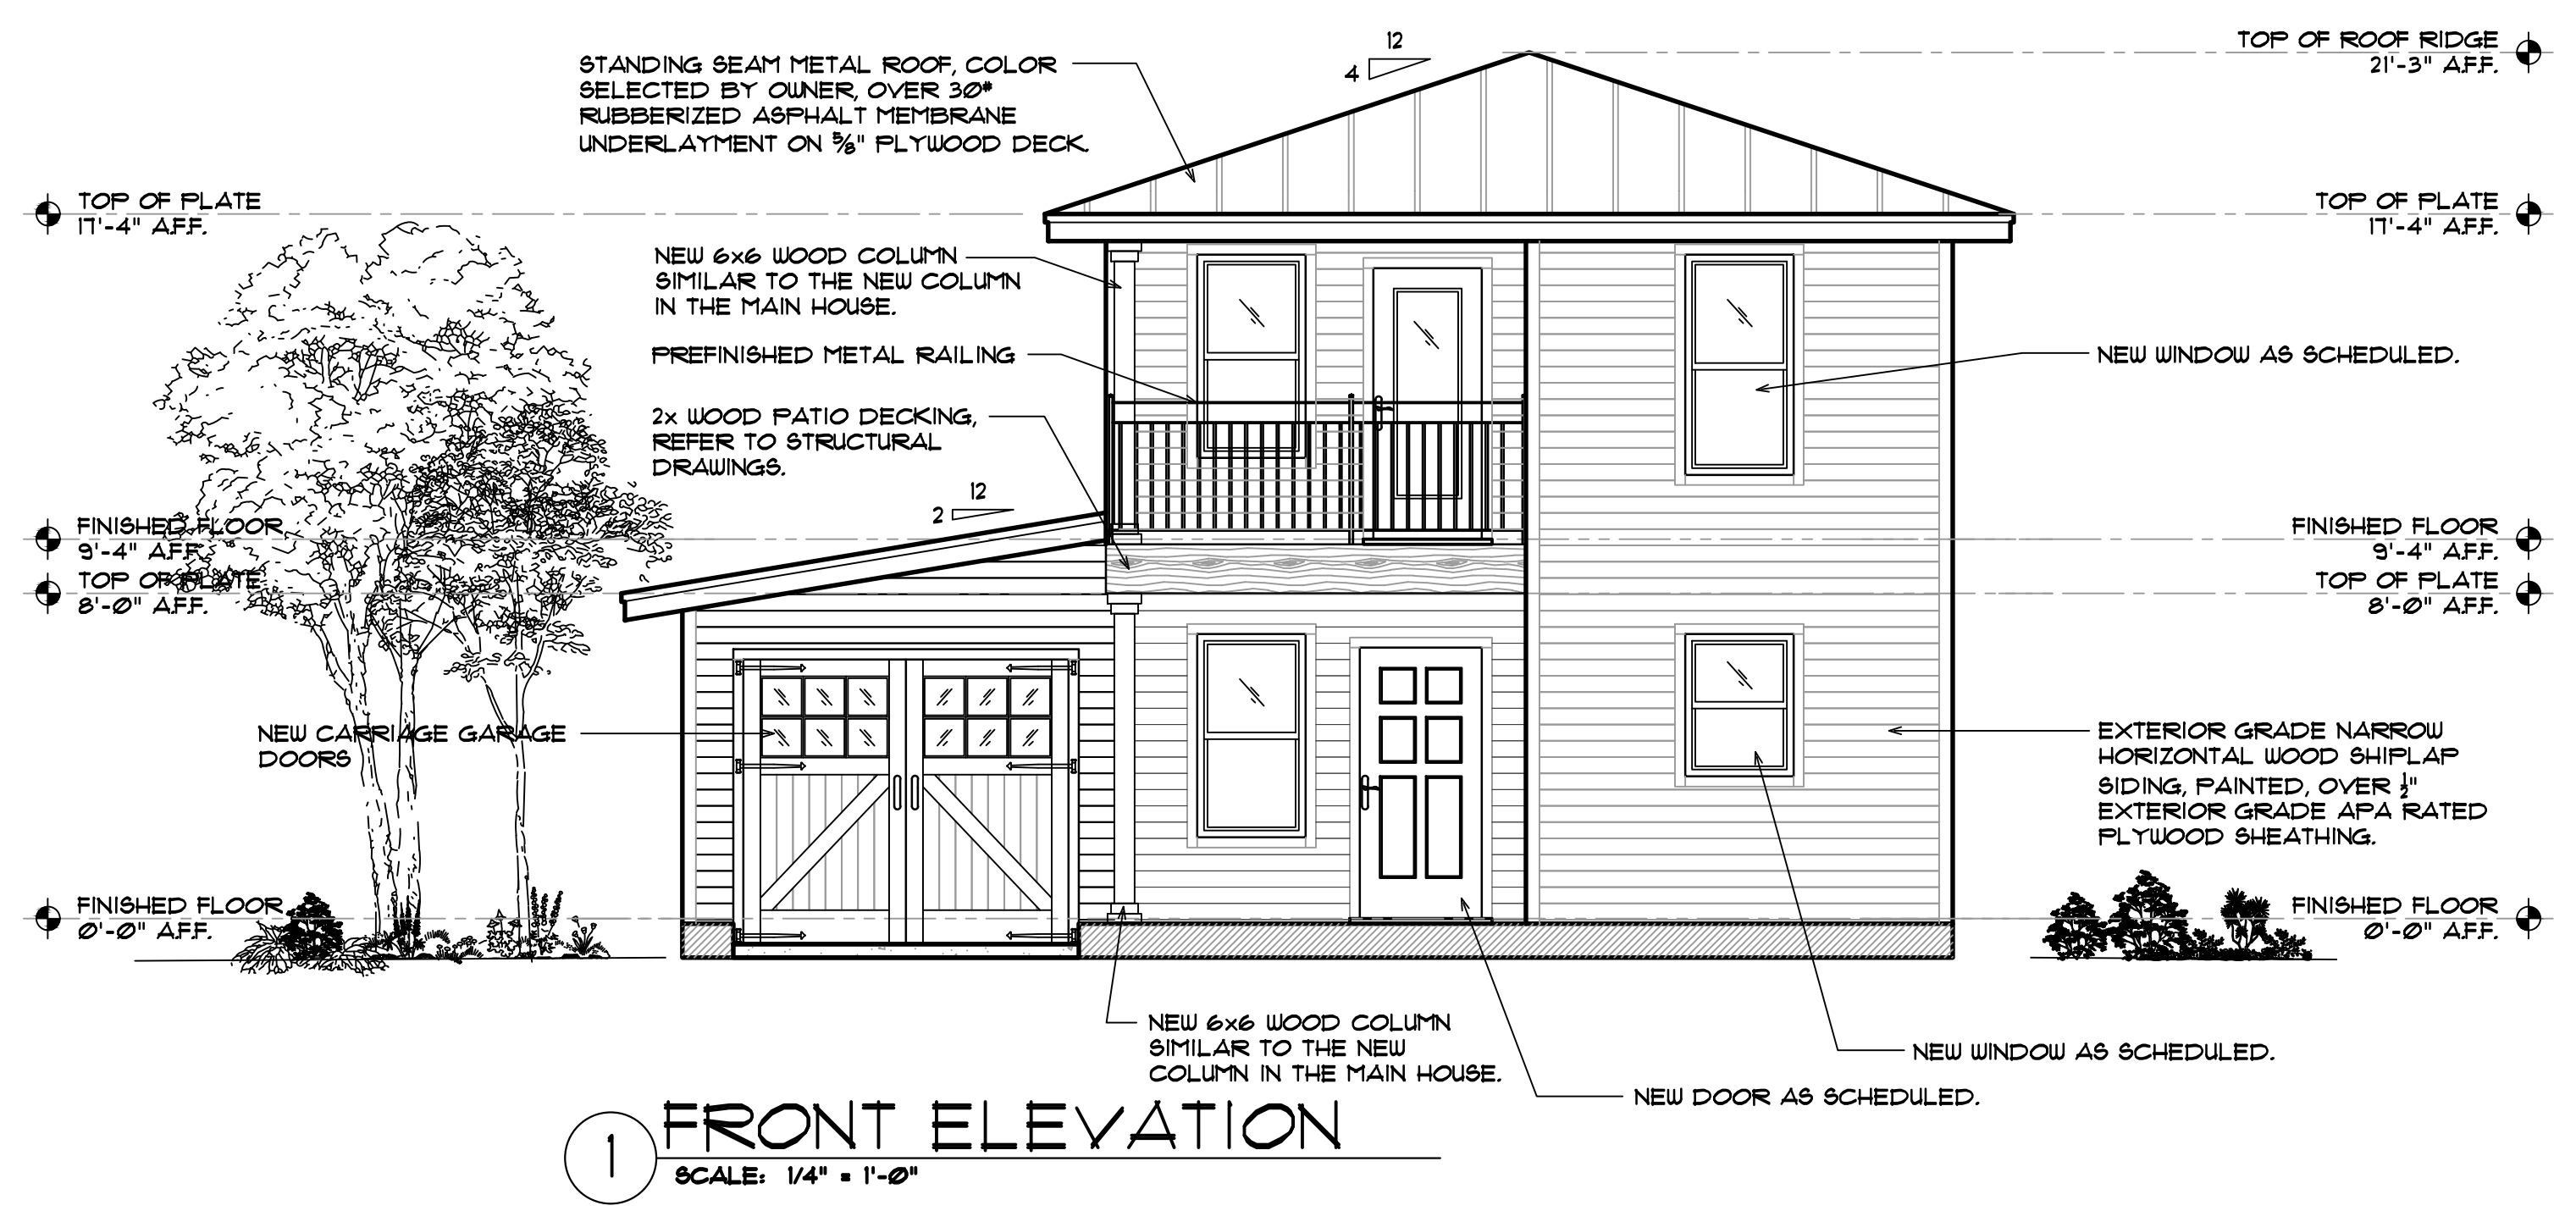 12
4
TOP OF ROOF RIDGE
21'-3" A.F.F.
STANDING SEAM METAL ROOF, COLOR
SELECTED BY OWNER, OVER 30#
RUBBERIZED ASPHALT MEMBRANE
UNDERLAYMENT ON 5/8" PLYWOOD DECK.
TOP OF PLATE
17'-4" A.F.F.
TOP OF PLATE
17'-4" A.F.F.
NEW 6x6 WOOD COLUMN
SIMILAR TO THE NEW COLUMN
IN THE MAIN HOUSE.
PREFINISHED METAL RAILING
NEW WINDOW AS SCHEDULED.
2x WOOD PATIO DECKING,
REFER TO STRUCTURAL
DRAWINGS.
12
2
FINISHED FLOOR
9'-4" A.F.F.
FINISHED FLOOR
9'-4" A.F.F.
TOP OF PLATE
8'-0" A.F.F.
TOP OF PLATE
8'-0" A.F.F.
NEW CARRIAGE GARAGE
DOORS
EXTERIOR GRADE NARROW
HORIZONTAL WOOD SHIPLAP
SIDING, PAINTED, OVER 1/2"
EXTERIOR GRADE APA RATED
PLYWOOD SHEATHING.
FINISHED FLOOR
0'-0" A.F.F.
FINISHED FLOOR
0'-0" A.F.F.
NEW 6x6 WOOD COLUMN
SIMILAR TO THE NEW
COLUMN IN THE MAIN HOUSE.
NEW WINDOW AS SCHEDULED.
NEW DOOR AS SCHEDULED.
1
FRONT ELEVATION
SCALE: 1/4" = 1'-0"